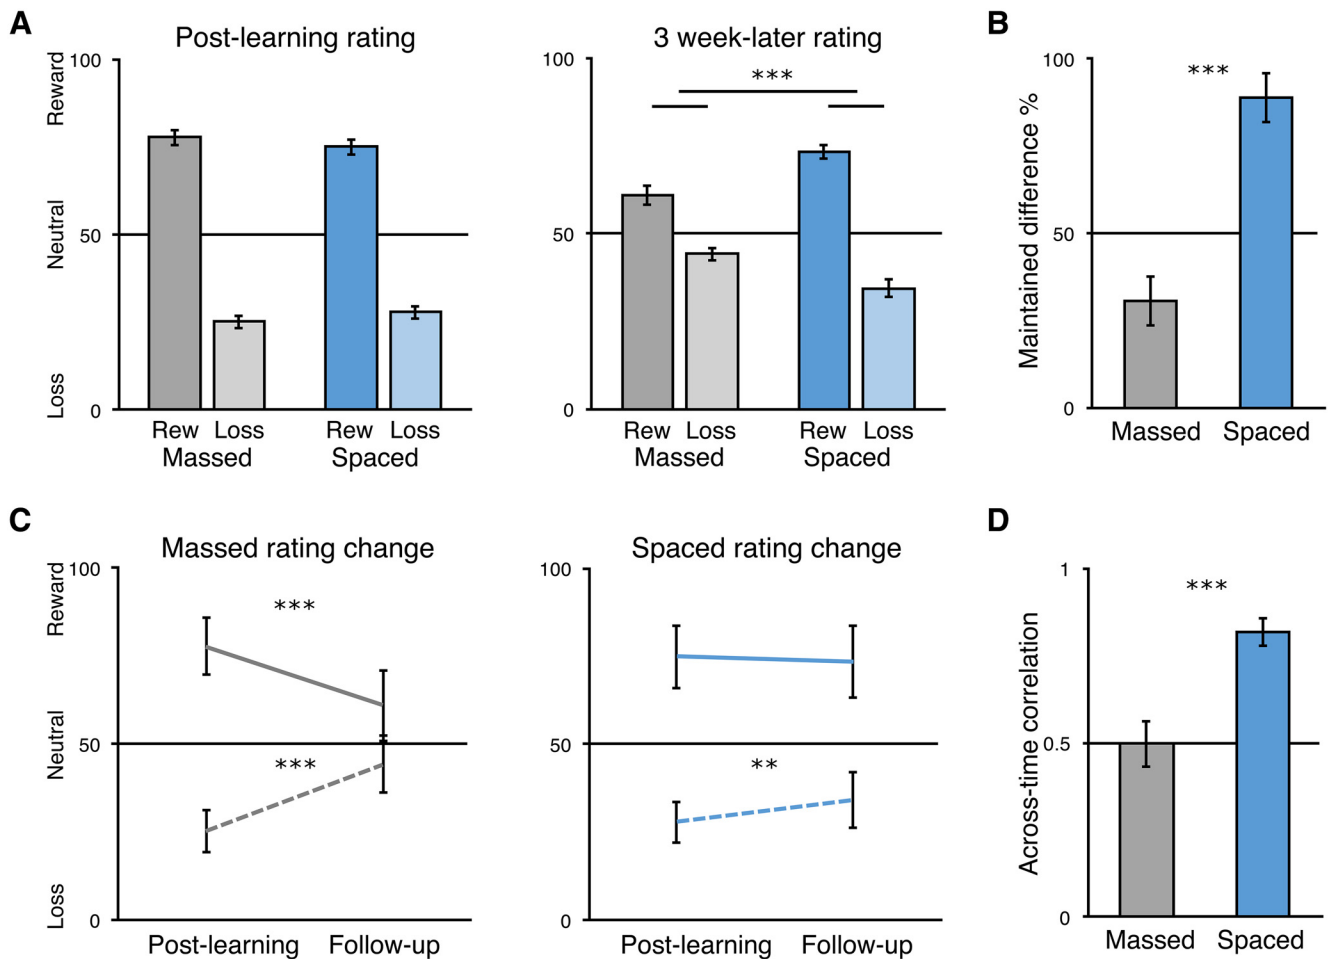 A
Post-learning rating
Reward
Neutral
Loss
100
50
0
Rew Loss Rew Loss
Massed Spaced
3 week-later rating
***
100
50
0
Rew Loss Rew Loss
Massed Spaced
B
Maintained difference %
***
100
50
0
Massed Spaced
C
Massed rating change
Reward
Neutral
Loss
100
50
0
***
***
Post-learning Follow-up
Spaced rating change
100
50
0
**
Post-learning Follow-up
D
Across-time correlation
***
1
0.5
0
Massed Spaced